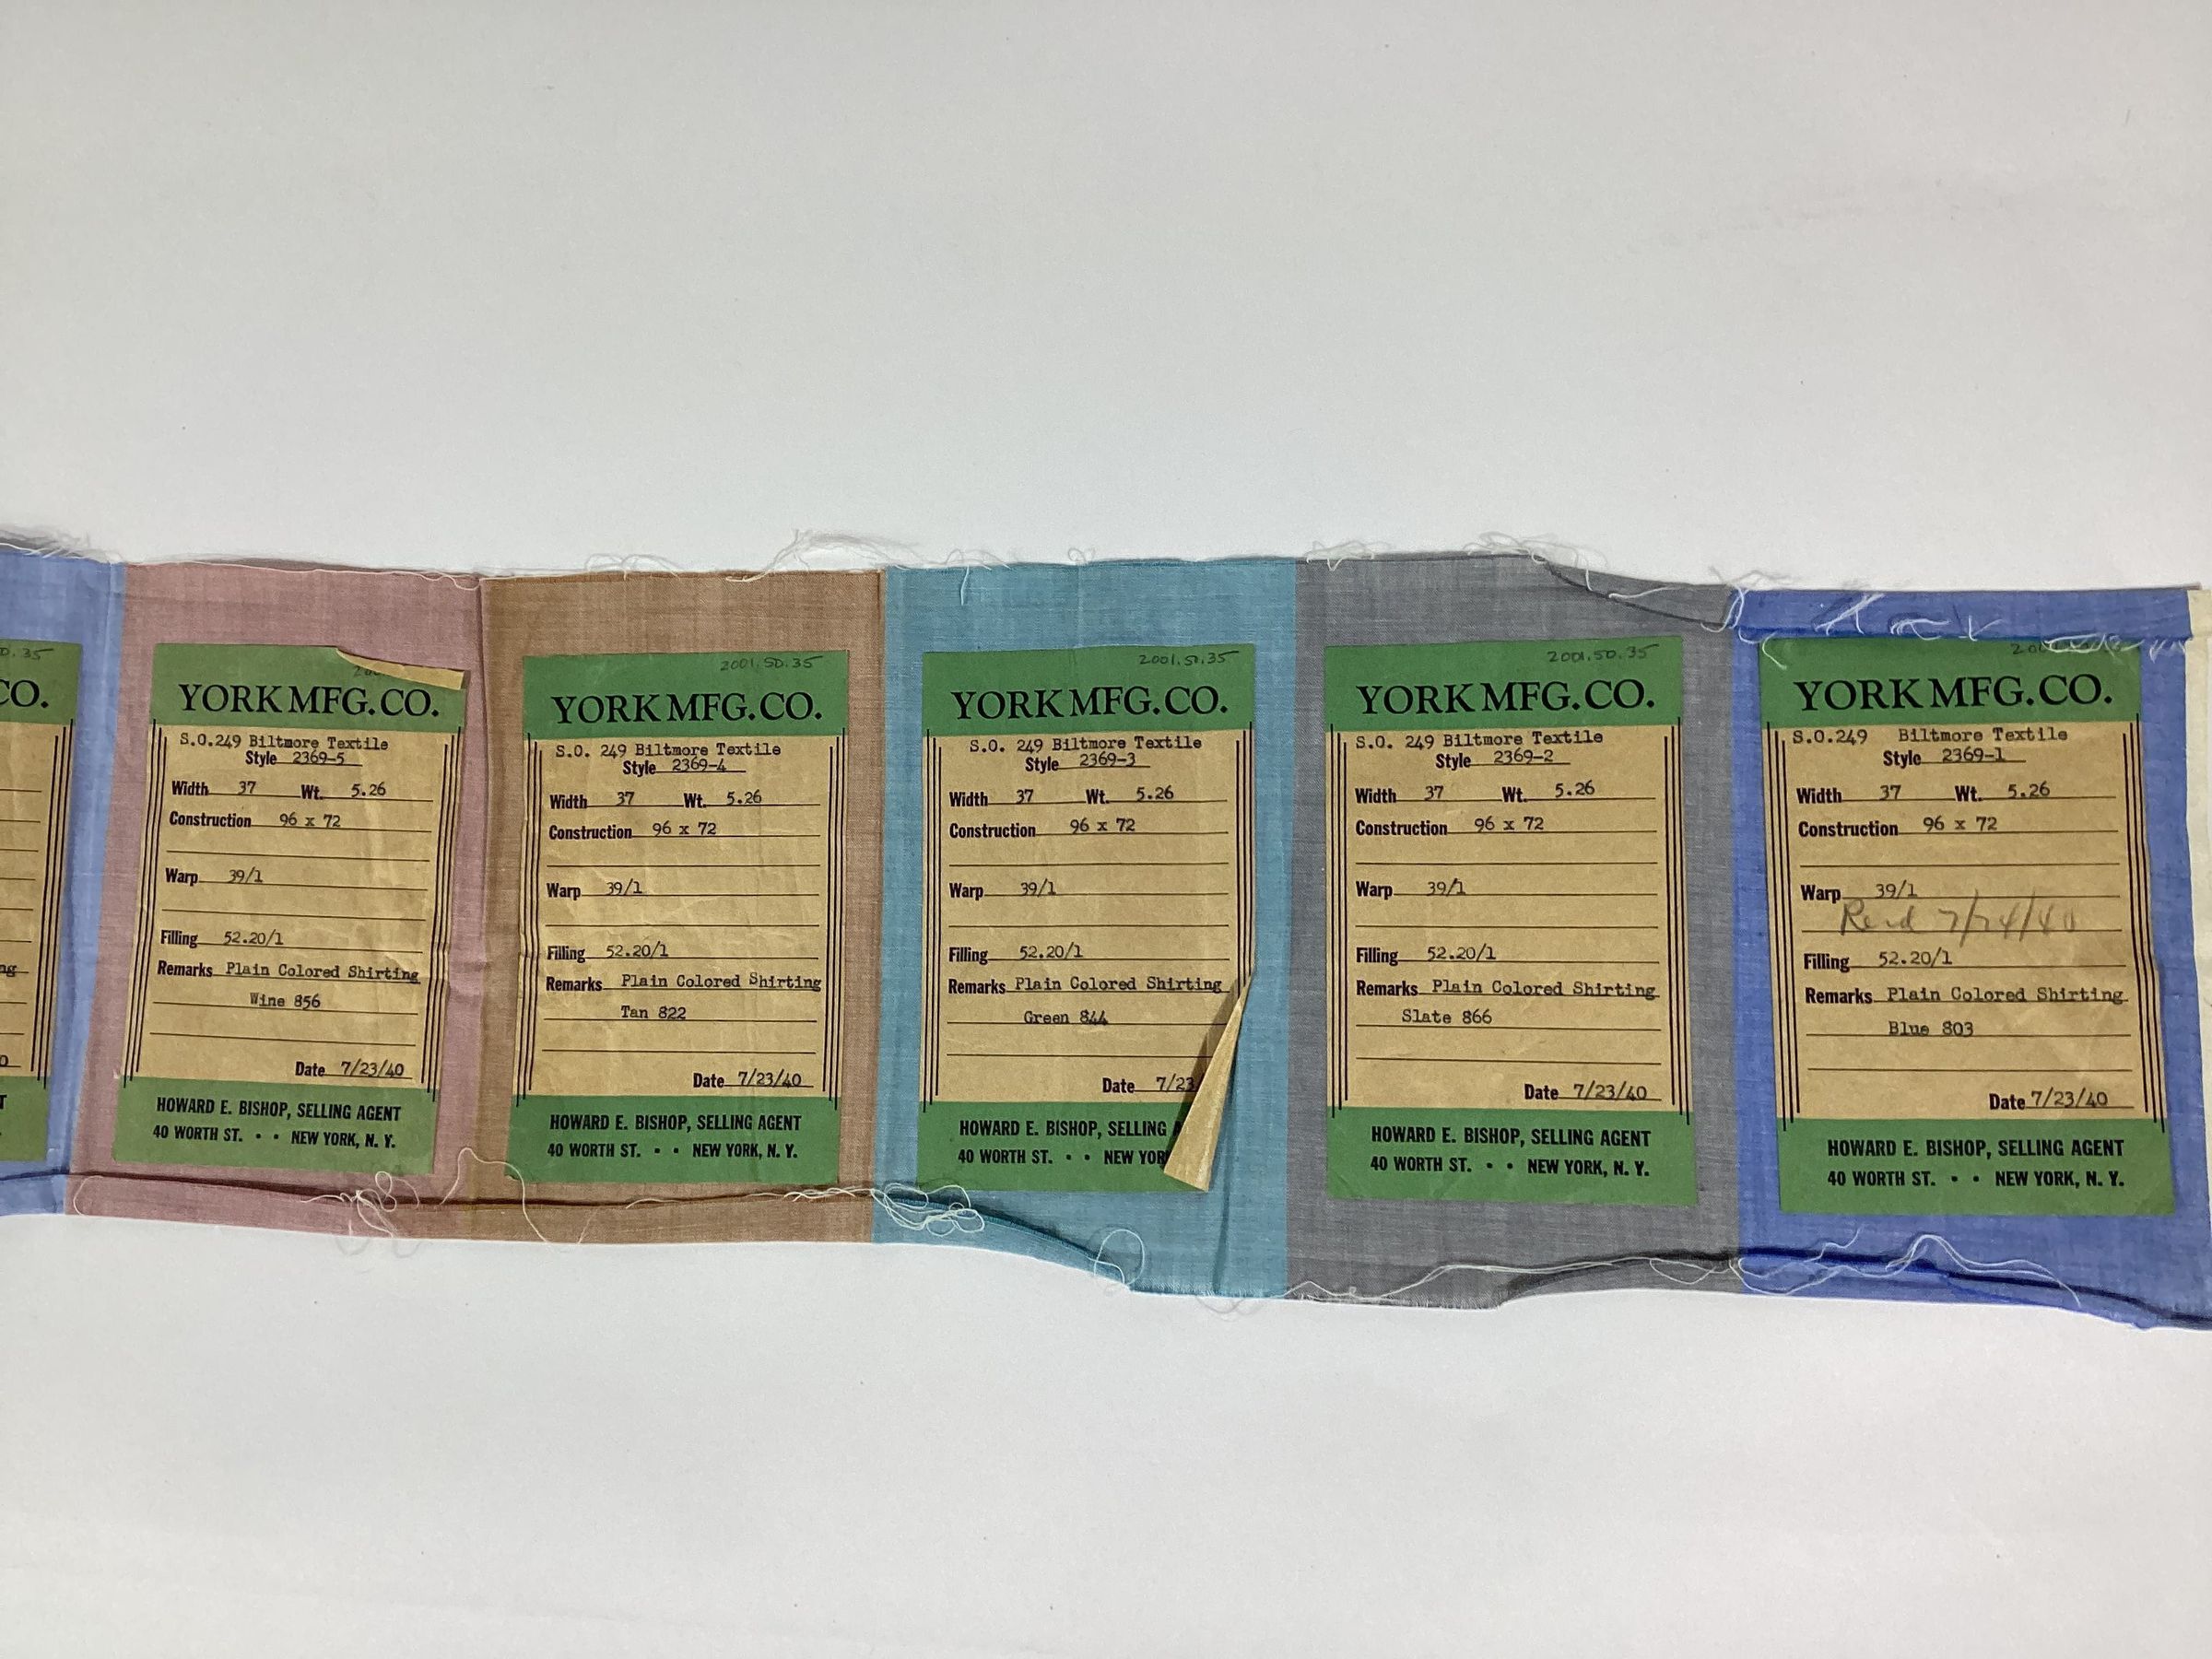 0.35
CO.
YORK MFG. CO.
S.O.249 Biltmore Textile
Style 2369-5
Width 37 Wt. 5.26
Construction 96 x 72
Warp 39/1
Filling 52.20/1
Remarks Plain Colored Shirting
Wine 856
Date 7/23/40
HOWARD E. BISHOP, SELLING AGENT
40 WORTH ST. • • NEW YORK, N. Y.
2001.50.35
YORK MFG. CO.
S.O. 249 Biltmore Textile
Style 2369-4
Width 37 Wt. 5.26
Construction 96 x 72
Warp 39/1
Filling 52.20/1
Remarks Plain Colored Shirting
Tan 822
Date 7/23/40
HOWARD E. BISHOP, SELLING AGENT
40 WORTH ST. • • NEW YORK, N. Y.
2001.50.35
YORK MFG. CO.
S.O. 249 Biltmore Textile
Style 2369-3
Width 37 Wt. 5.26
Construction 96 x 72
Warp 39/1
Filling 52.20/1
Remarks Plain Colored Shirting
Green 844
Date 7/23
HOWARD E. BISHOP, SELLING
40 WORTH ST. • • NEW YOR
2001.50.35
YORK MFG. CO.
S.O. 249 Biltmore Textile
Style 2369-2
Width 37 Wt. 5.26
Construction 96 x 72
Warp 39/1
Filling 52.20/1
Remarks Plain Colored Shirting
Slate 866
Date 7/23/40
HOWARD E. BISHOP, SELLING AGENT
40 WORTH ST. • • NEW YORK, N. Y.
YORK MFG. CO.
S.O.249 Biltmore Textile
Style 2369-1
Width 37 Wt. 5.26
Construction 96 x 72
Warp 39/1
7/24/40
Filling 52.20/1
Remarks Plain Colored Shirting
Blue 803
Date 7/23/40
HOWARD E. BISHOP, SELLING AGENT
40 WORTH ST. • • NEW YORK, N. Y.